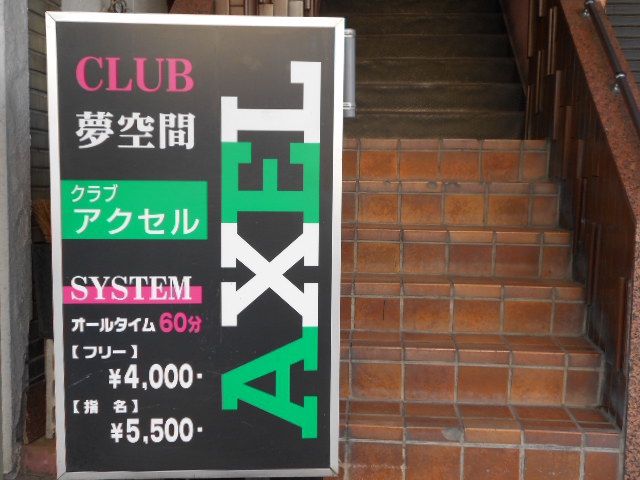 CLUB
夢空間
クラブ
アクセル
SYSTEM
オールタイム 60分
【フリー】
¥4,000-
【指 名】
¥5,500-
AXEL